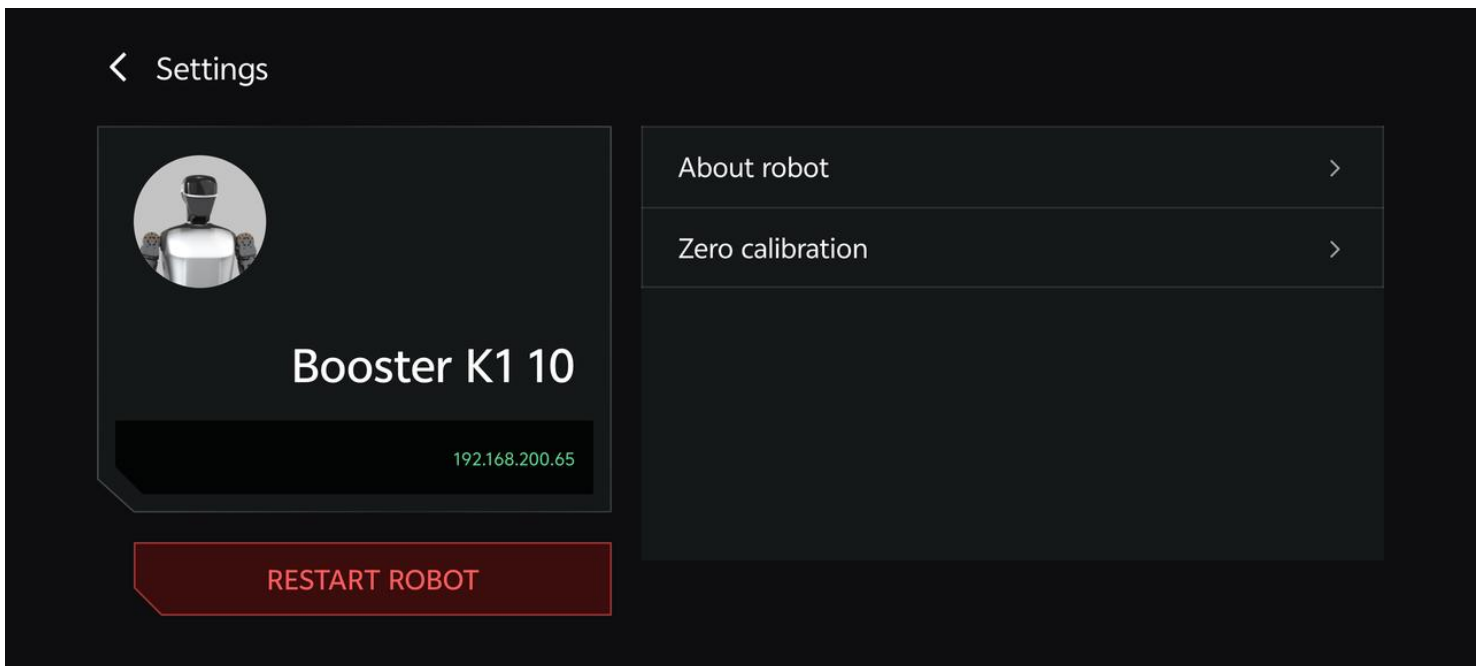 Settings
Booster K1 10
192.168.200.65
RESTART ROBOT
About robot
Zero calibration